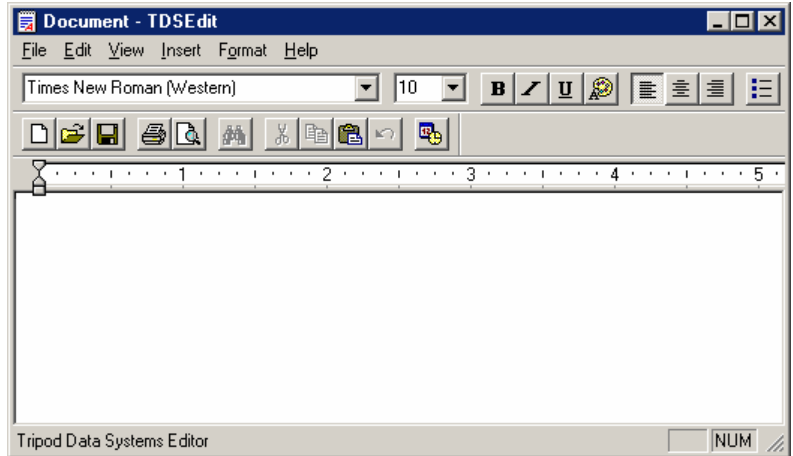 Document - TDSEdit
File Edit View Insert Format Help
Times New Roman (Western) 10 B I U
1 2 3 4 5
Tripod Data Systems Editor NUM